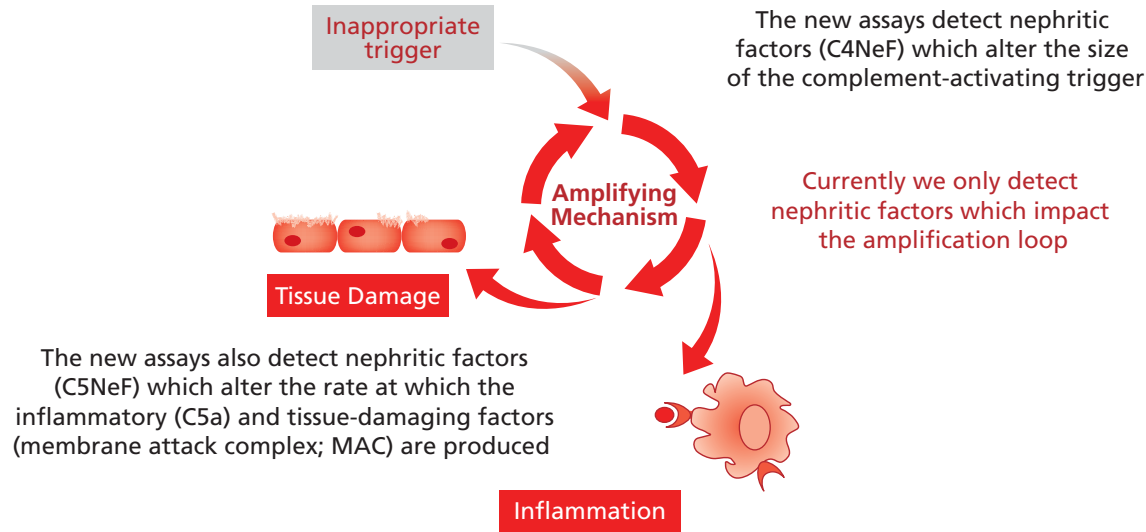 Inappropriate
trigger
The new assays detect nephritic
factors (C4NeF) which alter the size
of the complement-activating trigger
Amplifying
Mechanism
Currently we only detect
nephritic factors which impact
the amplification loop
Tissue Damage
The new assays also detect nephritic factors
(C5NeF) which alter the rate at which the
inflammatory (C5a) and tissue-damaging factors
(membrane attack complex; MAC) are produced
Inflammation